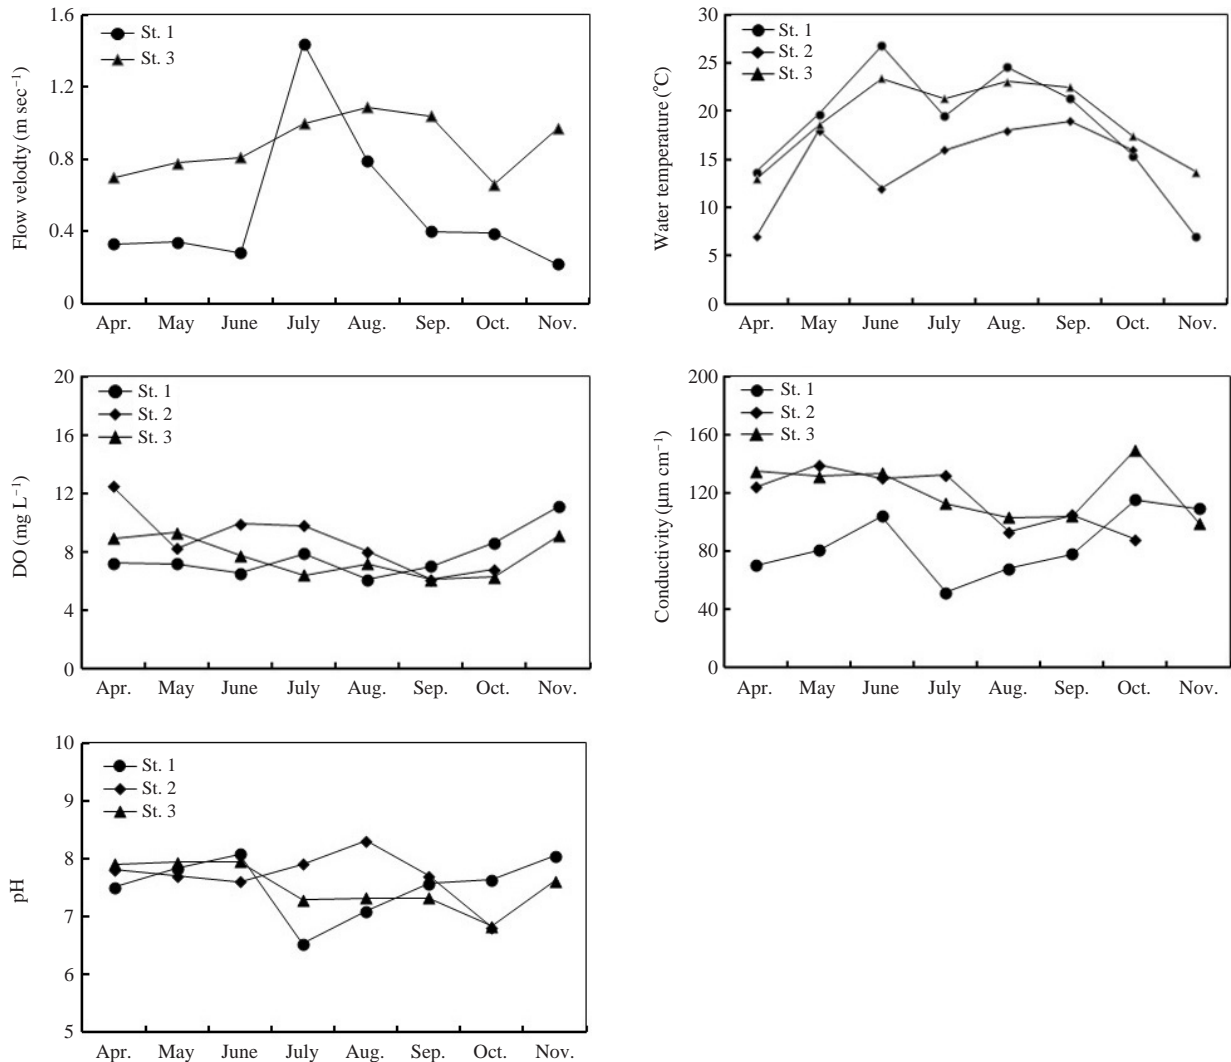 1.6
1.2
0.8
0.4
0
Flow velodty (m sec⁻¹)
St. 1
St. 3
Apr. May June July Aug. Sep. Oct. Nov.
30
25
20
15
10
5
0
Water temperature (°C)
St. 1
St. 2
St. 3
Apr. May June July Aug. Sep. Oct. Nov.
20
16
12
8
4
0
DO (mg L⁻¹)
St. 1
St. 2
St. 3
Apr. May June July Aug. Sep. Oct. Nov.
200
160
120
80
40
0
Conductivity (μm cm⁻¹)
St. 1
St. 2
St. 3
Apr. May June July Aug. Sep. Oct. Nov.
10
9
8
7
6
5
pH
St. 1
St. 2
St. 3
Apr. May June July Aug. Sep. Oct. Nov.